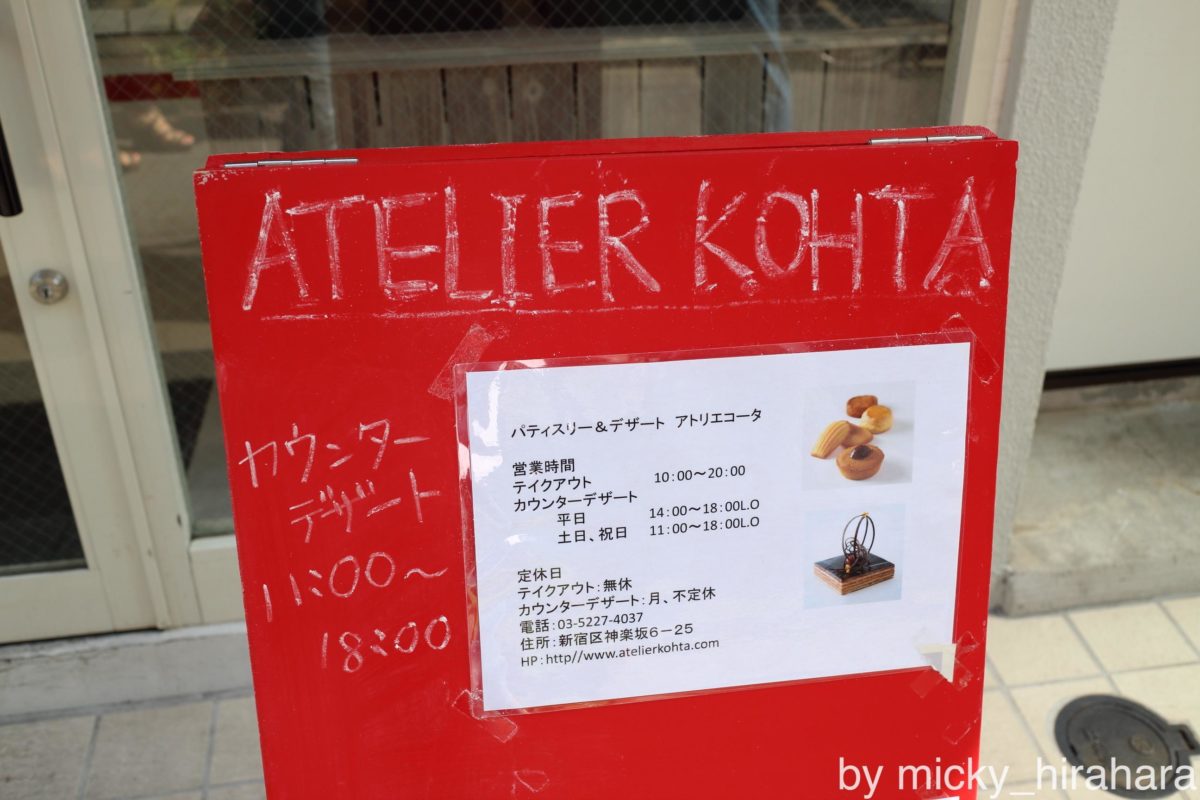 ATELIER KOHTA
カウンター
デザート
11:00~
18:00
パティスリー&デザート アトリエコータ
営業時間
テイクアウト 10:00~20:00
カウンターデザート
平日 14:00~18:00L.O
土日、祝日 11:00~18:00L.O
定休日
テイクアウト:無休
カウンターデザート:月、不定休
電話:03-5227-4037
住所:新宿区神楽坂6-25
HP:http//www.atelierkohta.com
by micky_hirahara